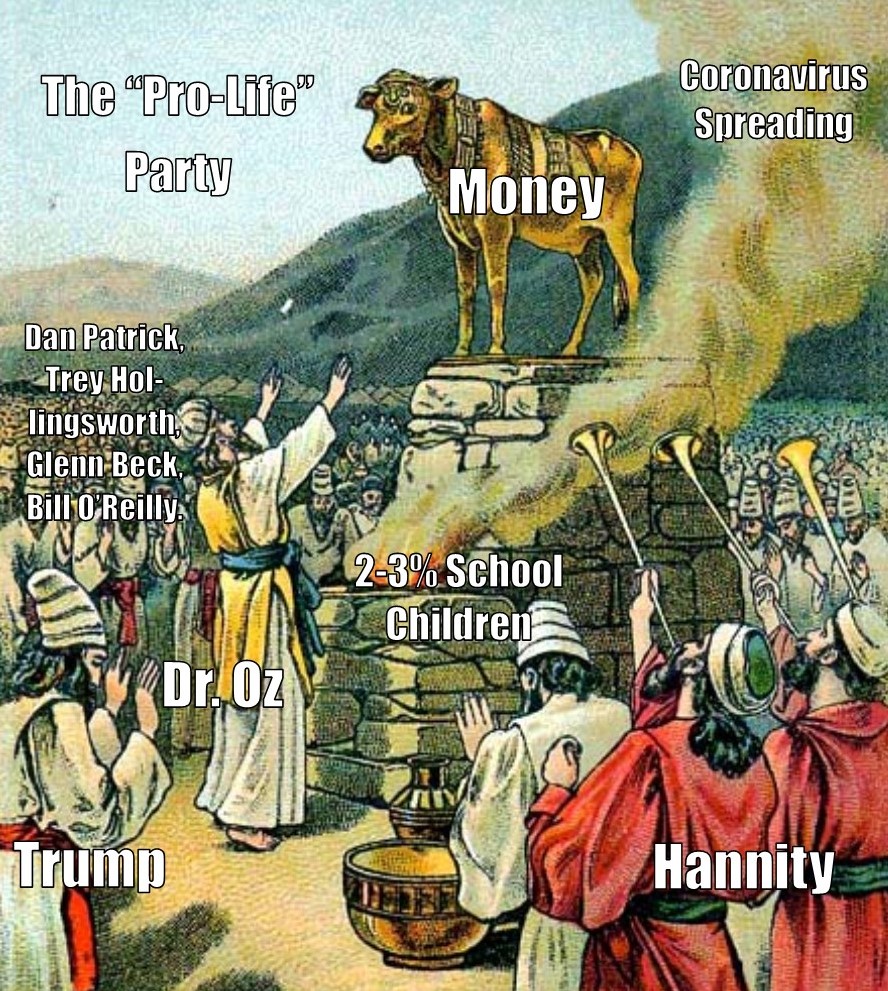 The “Pro-Life”
Party
Coronavirus
Spreading
Money
Dan Patrick,
Trey Hol-
lingsworth,
Glenn Beck,
Bill O'Reilly.
2-3% School
Children
Dr. Oz
Trump
Hannity